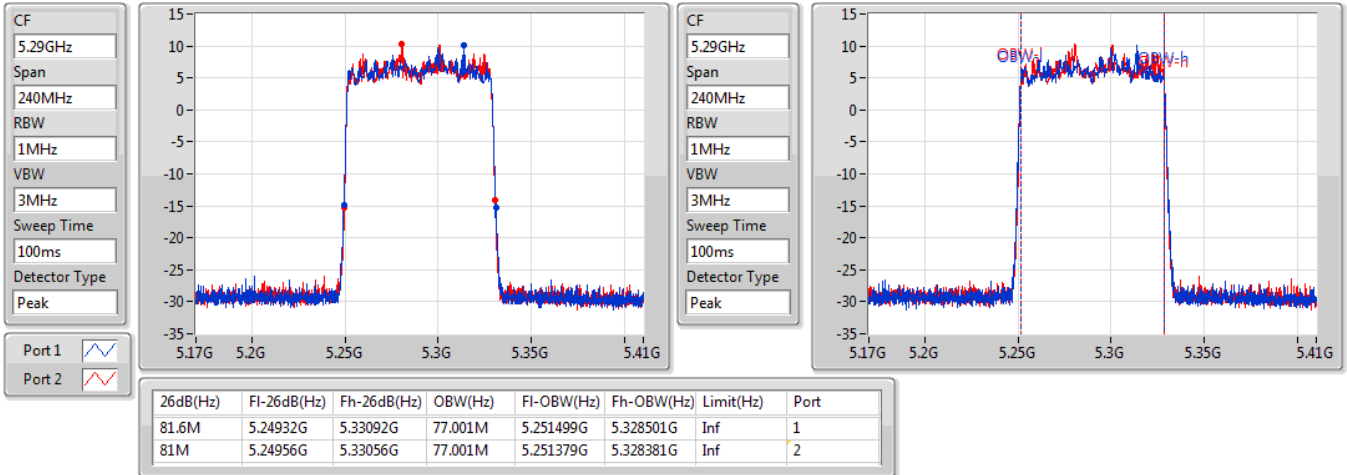 CF
5.29GHz
Span
240MHz
RBW
1MHz
VBW
3MHz
Sweep Time
100ms
Detector Type
Peak
Port 1
Port 2
15
10
5
0
-5
-10
-15
-20
-25
-30
-35
5.17G 5.2G 5.25G 5.3G 5.35G 5.41G
CF
5.29GHz
Span
240MHz
RBW
1MHz
VBW
3MHz
Sweep Time
100ms
Detector Type
Peak
15
10
5
0
-5
-10
-15
-20
-25
-30
-35
OBW-l
OBW-h
5.17G 5.2G 5.25G 5.3G 5.35G 5.41G
26dB(Hz) Fl-26dB(Hz) Fh-26dB(Hz) OBW(Hz) Fl-OBW(Hz) Fh-OBW(Hz) Limit(Hz) Port
81.6M 5.24932G 5.33092G 77.001M 5.251499G 5.328501G Inf 1
81M 5.24956G 5.33056G 77.001M 5.251379G 5.328381G Inf 2